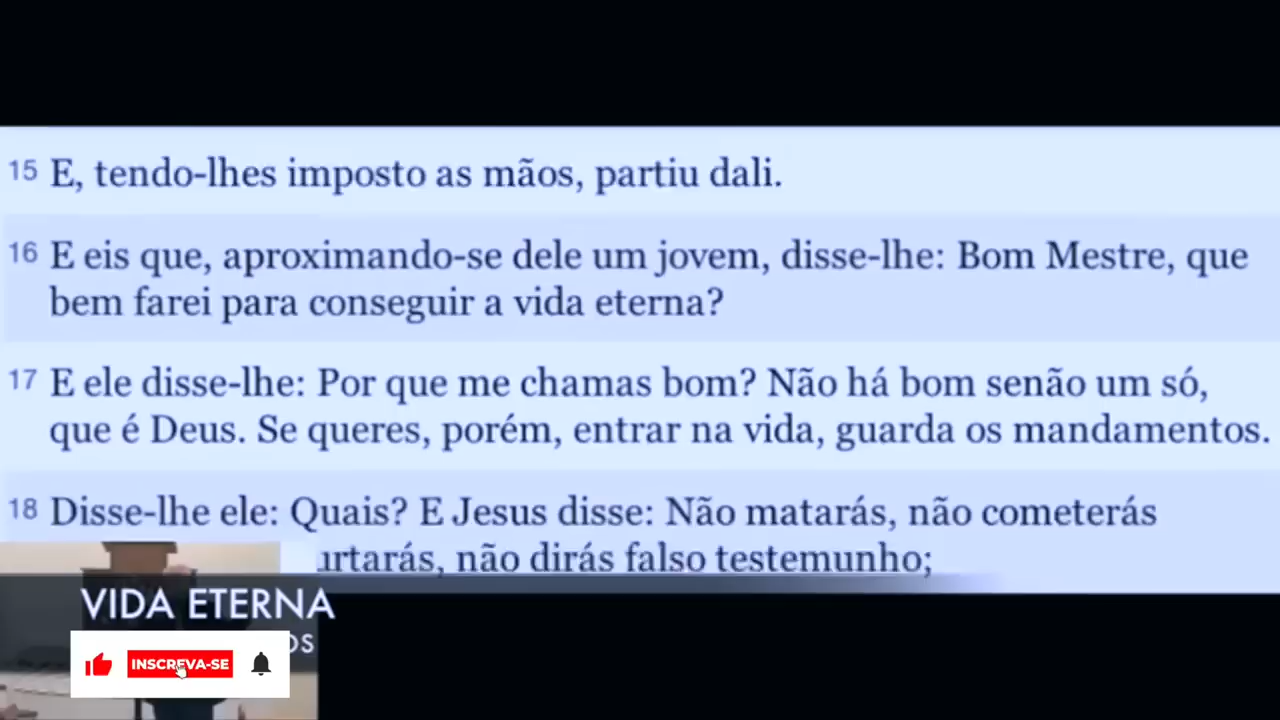 15 E, tendo-lhes imposto as mãos, partiu dali.
16 E eis que, aproximando-se dele um jovem, disse-lhe: Bom Mestre, que
bem farei para conseguir a vida eterna?
17 E ele disse-lhe: Por que me chamas bom? Não há bom senão um só,
que é Deus. Se queres, porém, entrar na vida, guarda os mandamentos.
18 Disse-lhe ele: Quais? E Jesus disse: Não matarás, não cometerás
não dirás falso testemunho;
VIDA ETERNA
INSCREVA-SE